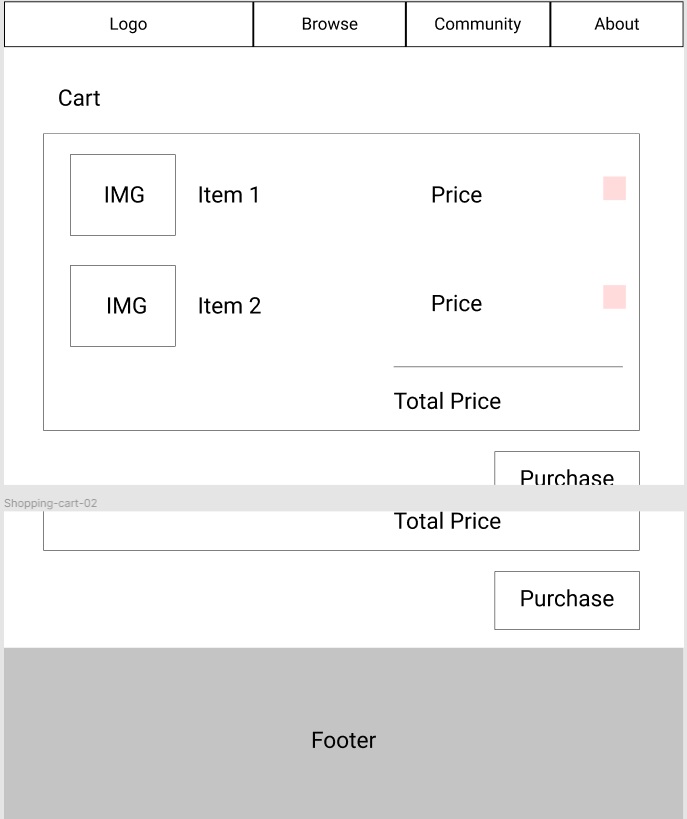 Logo Browse Community About
Cart
IMG Item 1 Price
IMG Item 2 Price
Total Price
Purchase
Shopping-cart-02
Total Price
Purchase
Footer